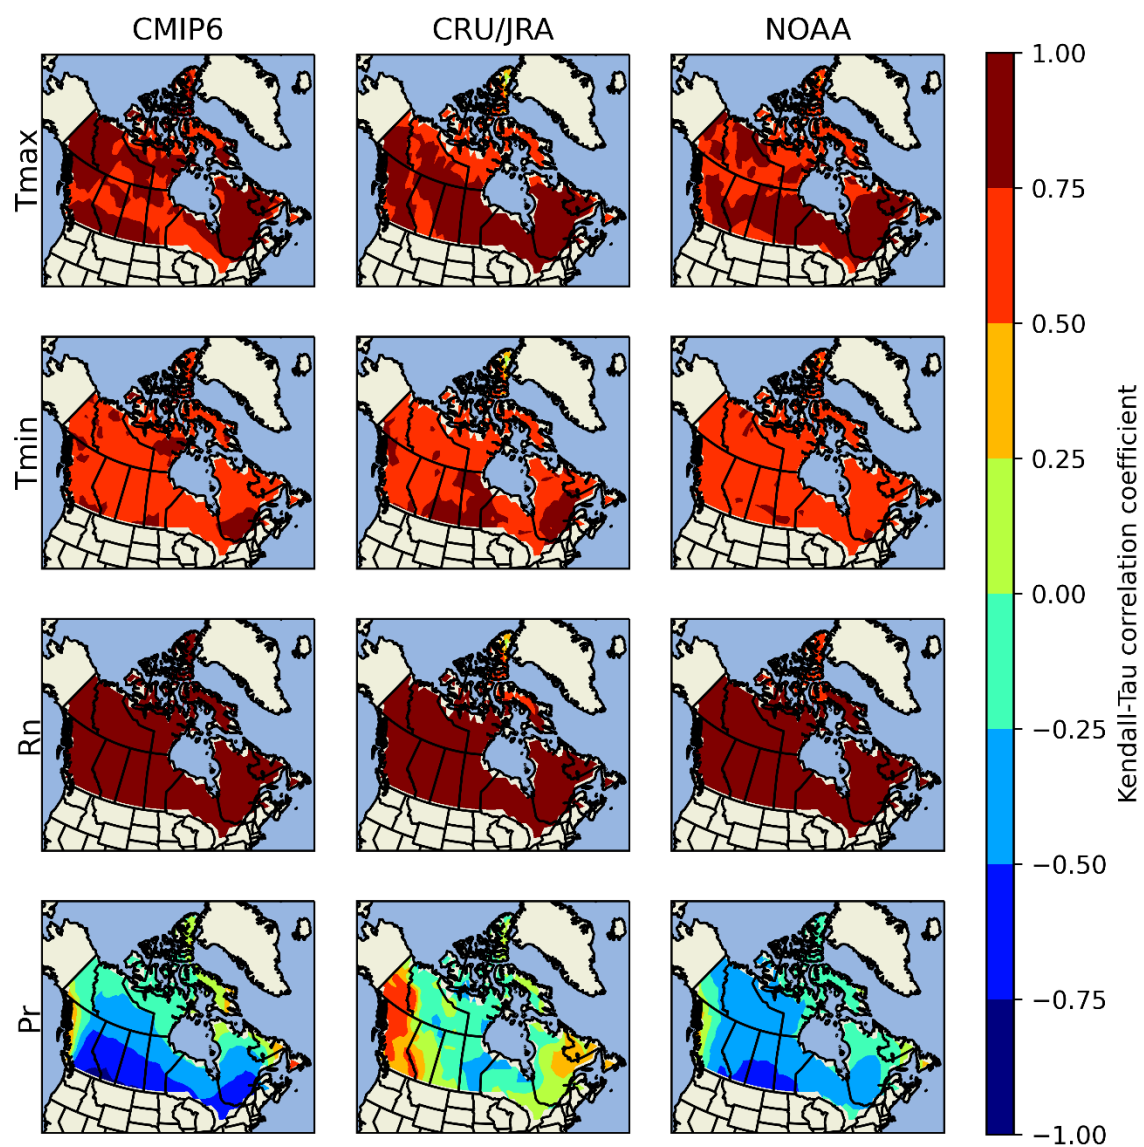 CMIP6 CRU/JRA NOAA
Tmax
Tmin
Rn
Pr
1.00
0.75
0.50
0.25
0.00
−0.25
−0.50
−0.75
−1.00
Kendall-Tau correlation coefficient